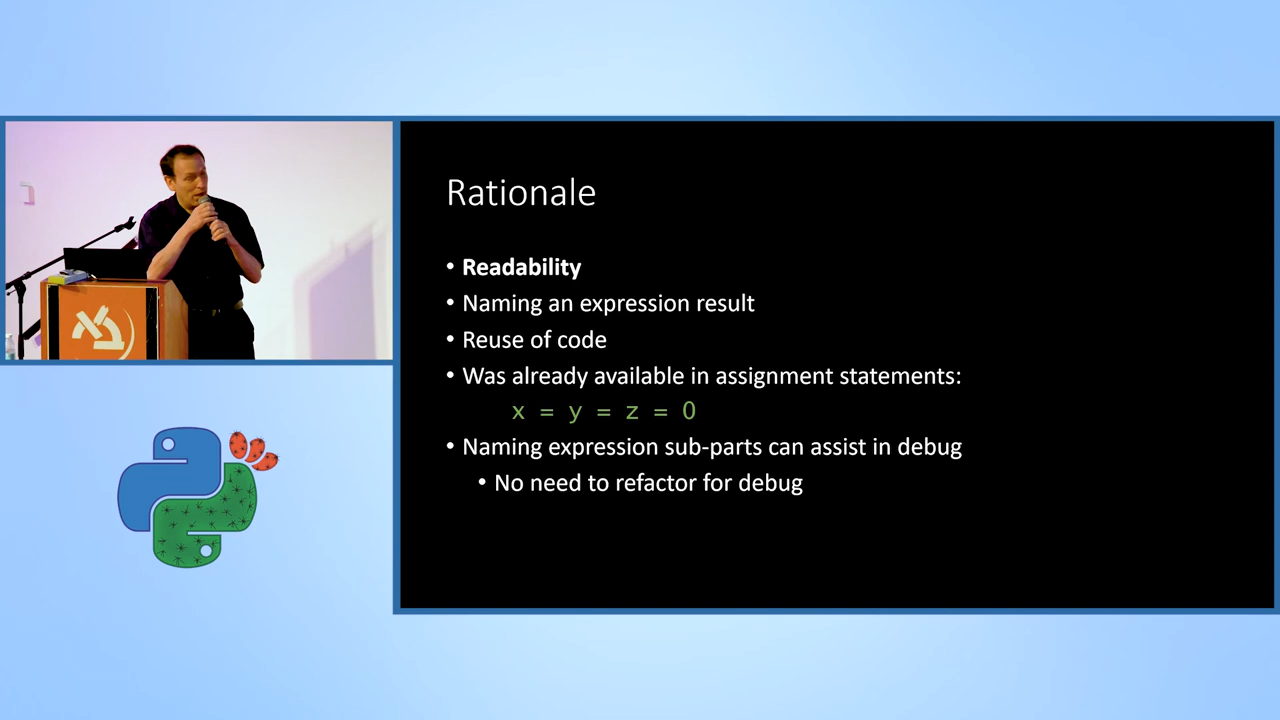 Rationale
• Readability
• Naming an expression result
• Reuse of code
• Was already available in assignment statements:
x = y = z = 0
• Naming expression sub-parts can assist in debug
• No need to refactor for debug